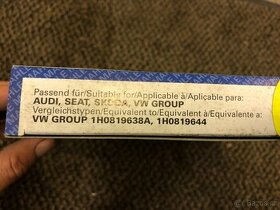 Passend für/Suitable for/Applicable à/Aplicable para:
AUDI, SEAT, SKODA, VW GROUP
Vergleichstypen/Equivalent to/Equivalent à/Equivalente a:
VW GROUP 1H0819638A, 1H0819644